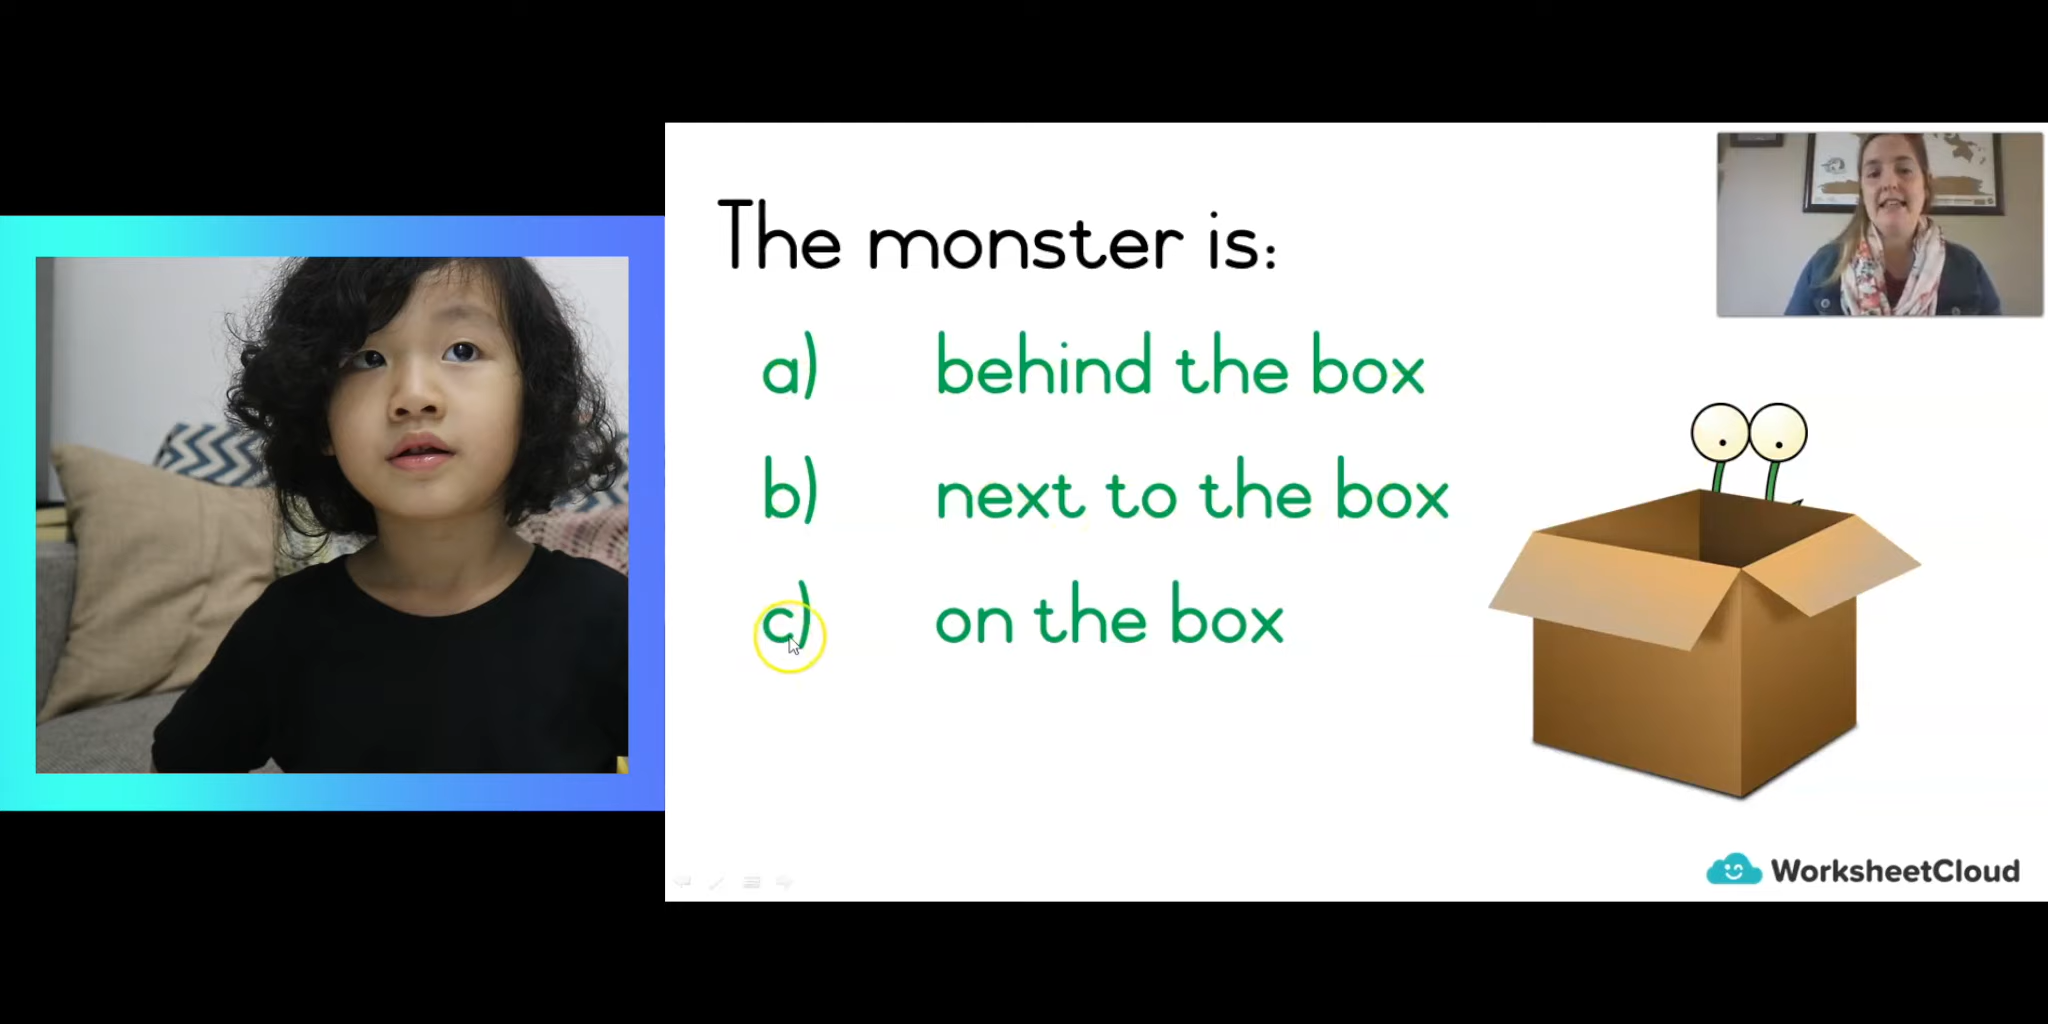 The monster is:
a) behind the box
b) next to the box
c) on the box
WorksheetCloud